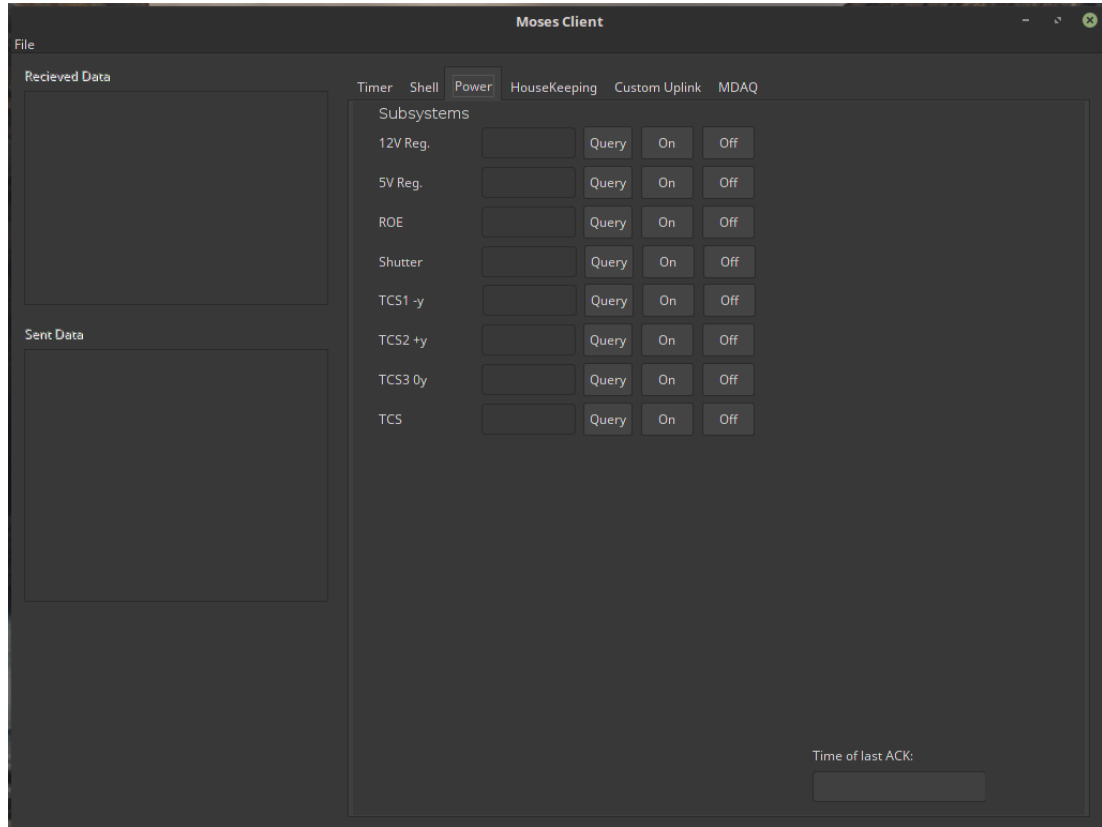 Moses Client
File
Recieved Data
Sent Data
Timer Shell Power HouseKeeping Custom Uplink MDAQ
Subsystems
12V Reg. Query On Off
5V Reg. Query On Off
ROE Query On Off
Shutter Query On Off
TCS1 -y Query On Off
TCS2 +y Query On Off
TCS3 0y Query On Off
TCS Query On Off
Time of last ACK: